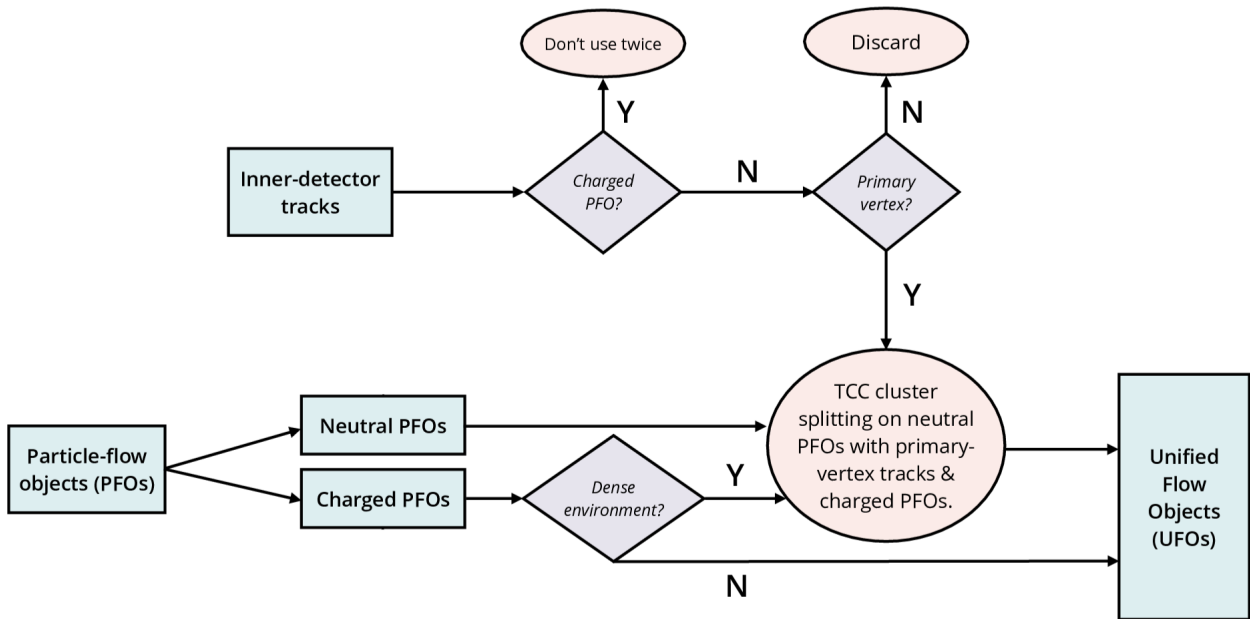 Don't use twice
Discard
Y
N
Inner-detector
tracks
Charged
PFO?
N
Primary
vertex?
Y
Particle-flow
objects (PFOs)
Neutral PFOs
Charged PFOs
Dense
environment?
Y
N
TCC cluster
splitting on neutral
PFOs with primary-
vertex tracks &
charged PFOs.
Unified
Flow
Objects
(UFOs)